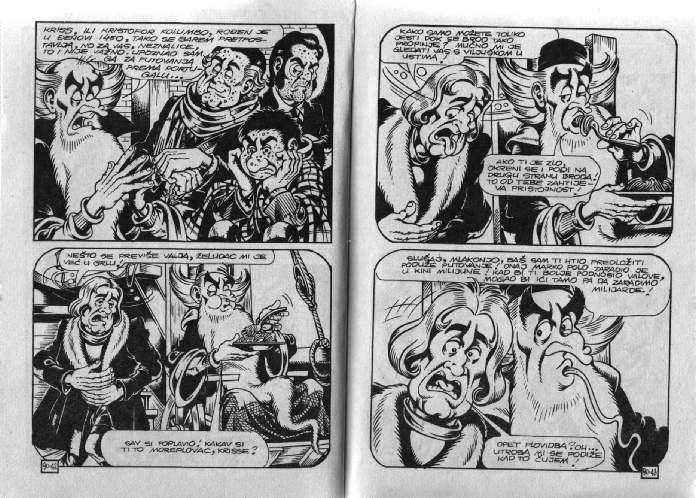 KRISS, ILI KRISTOFOR KOLUMBO, ROĐEN JE
U ĐENOVI 1450, TAKO SE BAREM PRETPOS-
TAVLJA, NO ZA VAS, NEZNALICE,
TO I NIJE VAŽNO. UPOZNAO SAM
GA ZA PUTOVANJA
PREMA PORTU-
GALU...
NEŠTO SE PREVIŠE VALJA, ŽELUDAC MI JE
VEĆ U GRLU!
SAV SI POPLAVIO! KAKAV SI
TI TO MOREPLOVAC, KRISSE?
90-62
KAKO SAMO MOŽETE TOLIKO
JESTI DOK SE BROD TAKO
PROPINJE? MUČNO MI JE
GLEDATI VAS S VILJUŠKOM U
USTIMA!
AKO TI JE ZLO,
OKRENI SE I POĐI NA
DRUGU STRANU BRODA,
TO OD TEBE ZAHTIJE-
VA PRISTOJNOST!
SLUŠAJ, MLAKONJO, BAŠ SAM TI HTIO PREDLOŽITI
PODUŽE PUTOVANJE! ONAJ MARKO POLO ZARADIO JE
U KINI MILIJUNE! KAD BI TI BOLJE PODNOSIO VALOVE,
MOGAO BI IĆI TAMO PA DA ZARADIMO
MILIJARDE!
OPET PLOVIDBA? OH...
UTROBA MI SE PODIŽE
KAD TO ČUJEM!